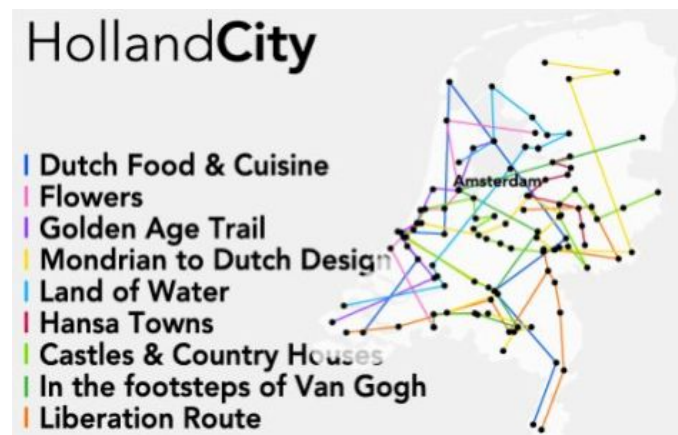 HollandCity
Dutch Food & Cuisine
Flowers
Amsterdam
Golden Age Trail
Mondrian to Dutch Design
Land of Water
Hansa Towns
Castles & Country Houses
In the footsteps of Van Gogh
Liberation Route